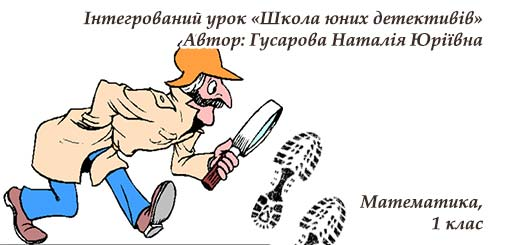 Інтегрований урок «Школа юних детективів»
Автор: Гусарова Наталія Юріївна
Математика,
1 клас